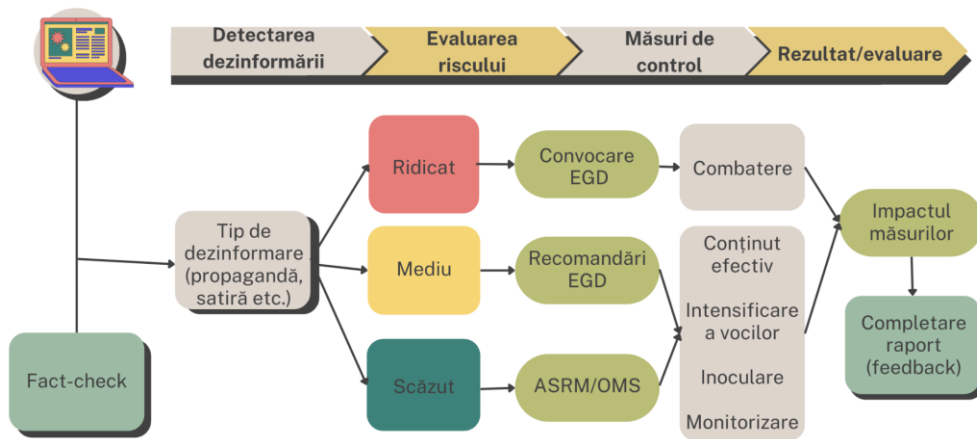 Detectarea
dezinformării
Evaluarea
riscului
Măsuri de
control
Rezultat/evaluare
Fact-check
Tip de
dezinformare
(propagandă,
satiră etc.)
Ridicat
Mediu
Scăzut
Convocare
EGD
Recomandări
EGD
ASRM/OMS
Combatere
Conținut
efectiv
Intensificare
a vocilor
Inoculare
Monitorizare
Impactul
măsurilor
Completare
raport
(feedback)